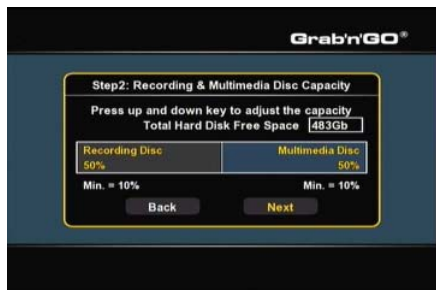 Grab'n'GO®
Step2: Recording & Multimedia Disc Capacity
Press up and down key to adjust the capacity
Total Hard Disk Free Space 483Gb
Recording Disc Multimedia Disc
50% 50%
Min. = 10% Min. = 10%
Back Next